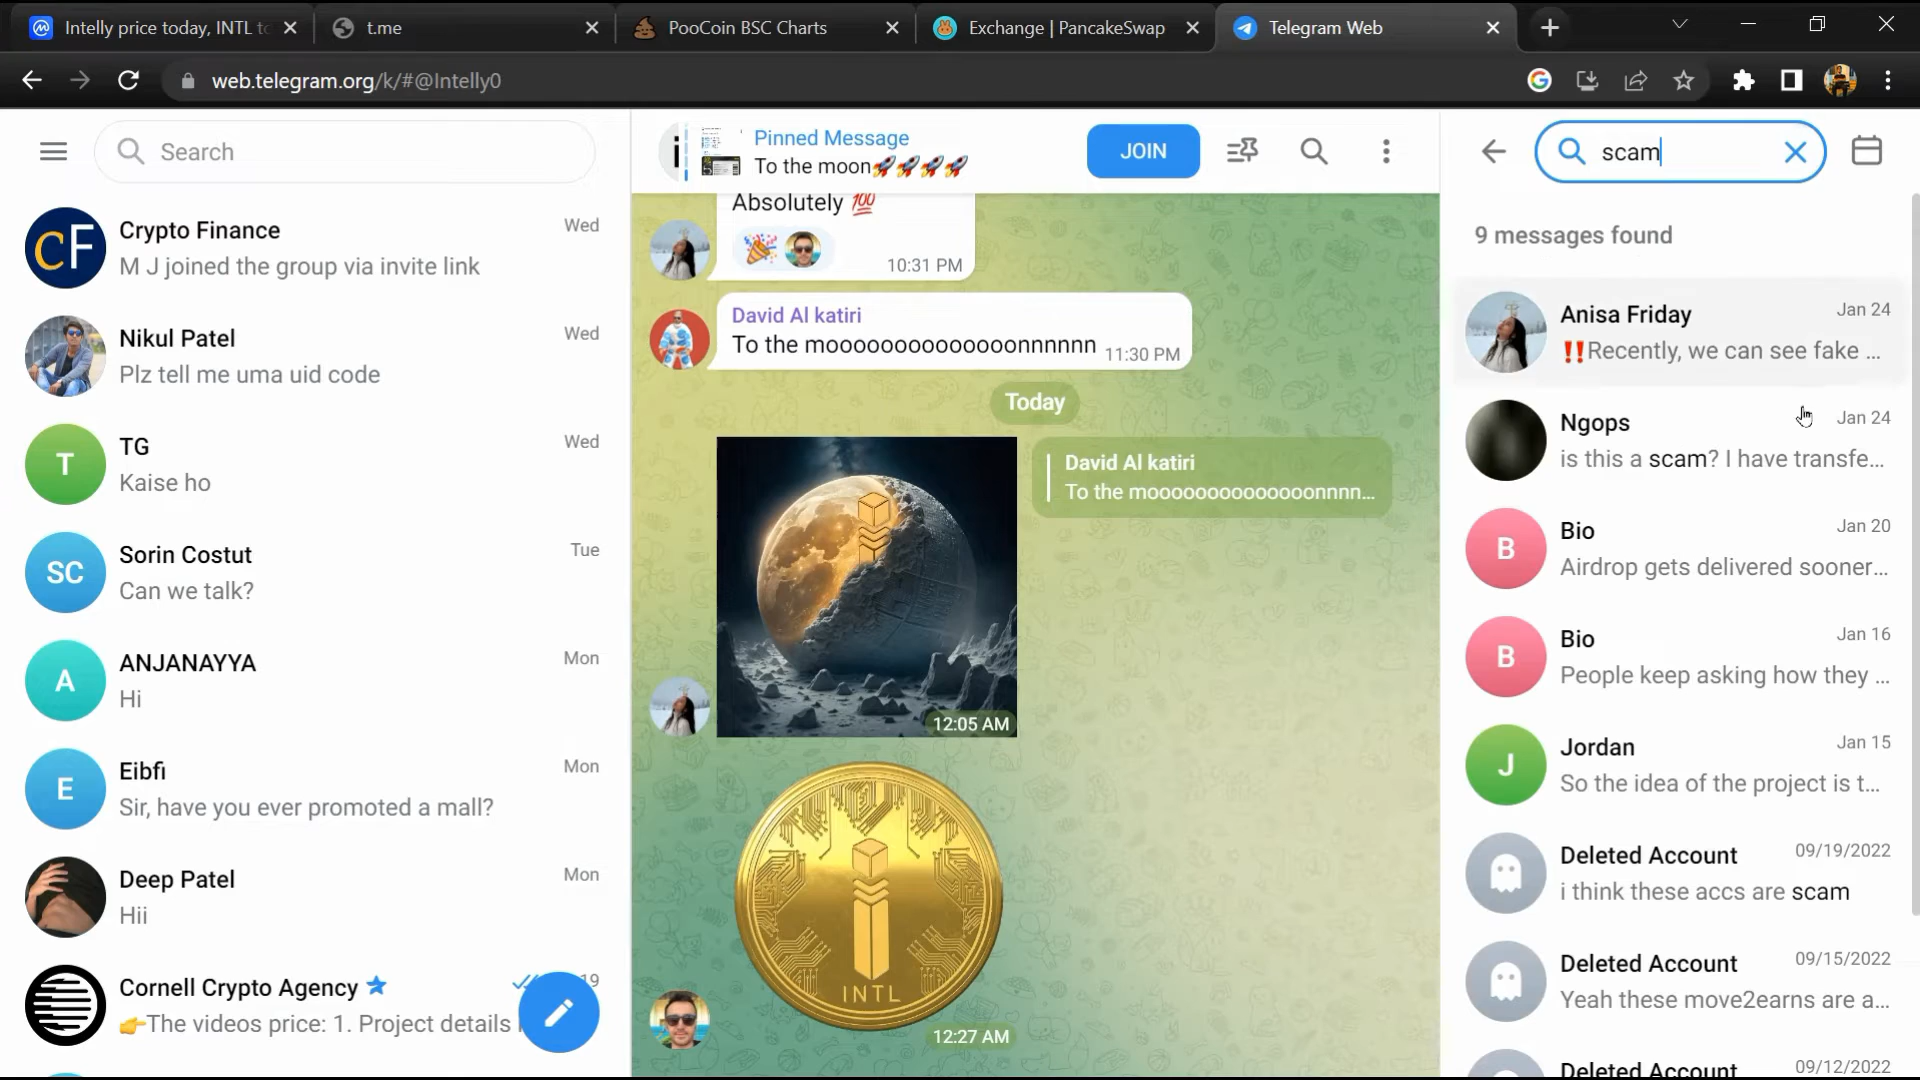 Intelly price today, INTL to
t.me
PooCoin BSC Charts
Exchange | PancakeSwap
Telegram Web
web.telegram.org/k/#@Intelly0
Search
Crypto Finance
Wed
M J joined the group via invite link
Nikul Patel
Wed
Plz tell me uma uid code
T
TG
Wed
Kaise ho
SC
Sorin Costut
Tue
Can we talk?
A
ANJANAYYA
Mon
Hi
E
Eibfi
Mon
Sir, have you ever promoted a mall?
Deep Patel
Mon
Hii
Cornell Crypto Agency
19
👉The videos price: 1. Project details
Pinned Message
To the moon🚀🚀🚀🚀
JOIN
Absolutely 💯
10:31 PM
David Al katiri
To the moooooooooooooonnnnnn
11:30 PM
Today
David Al katiri
To the moooooooooooooonnnn...
12:05 AM
INTL
12:27 AM
scam
9 messages found
Anisa Friday
Jan 24
‼️Recently, we can see fake ...
Ngops
Jan 24
is this a scam? I have transfe...
B
Bio
Jan 20
Airdrop gets delivered sooner...
B
Bio
Jan 16
People keep asking how they ...
J
Jordan
Jan 15
So the idea of the project is t...
Deleted Account
09/19/2022
i think these accs are scam
Deleted Account
09/15/2022
Yeah these move2earns are a...
Deleted Account
09/12/2022